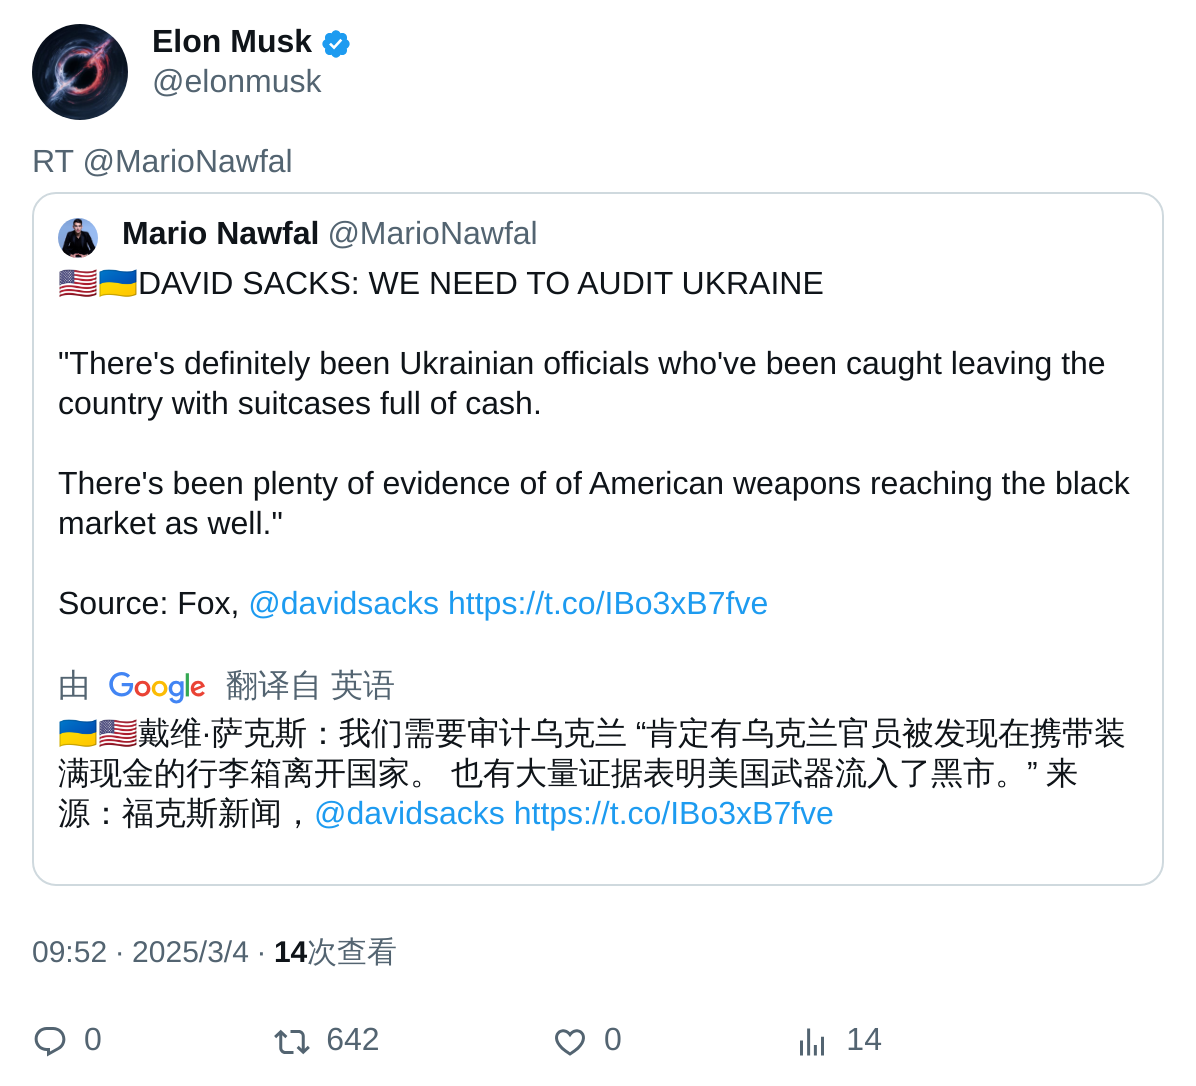 Elon Musk
@elonmusk
RT @MarioNawfal
Mario Nawfal @MarioNawfal
🇺🇸🇺🇦DAVID SACKS: WE NEED TO AUDIT UKRAINE
"There's definitely been Ukrainian officials who've been caught leaving the
country with suitcases full of cash.
There's been plenty of evidence of of American weapons reaching the black
market as well."
Source: Fox, @davidsacks https://t.co/IBo3xB7fve
由 Google 翻译自 英语
🇺🇦🇺🇸戴维·萨克斯：我们需要审计乌克兰 “肯定有乌克兰官员被发现在携带装
满现金的行李箱离开国家。 也有大量证据表明美国武器流入了黑市。” 来
源：福克斯新闻，@davidsacks https://t.co/IBo3xB7fve
09:52 · 2025/3/4 · 14次查看
0 642 0 14